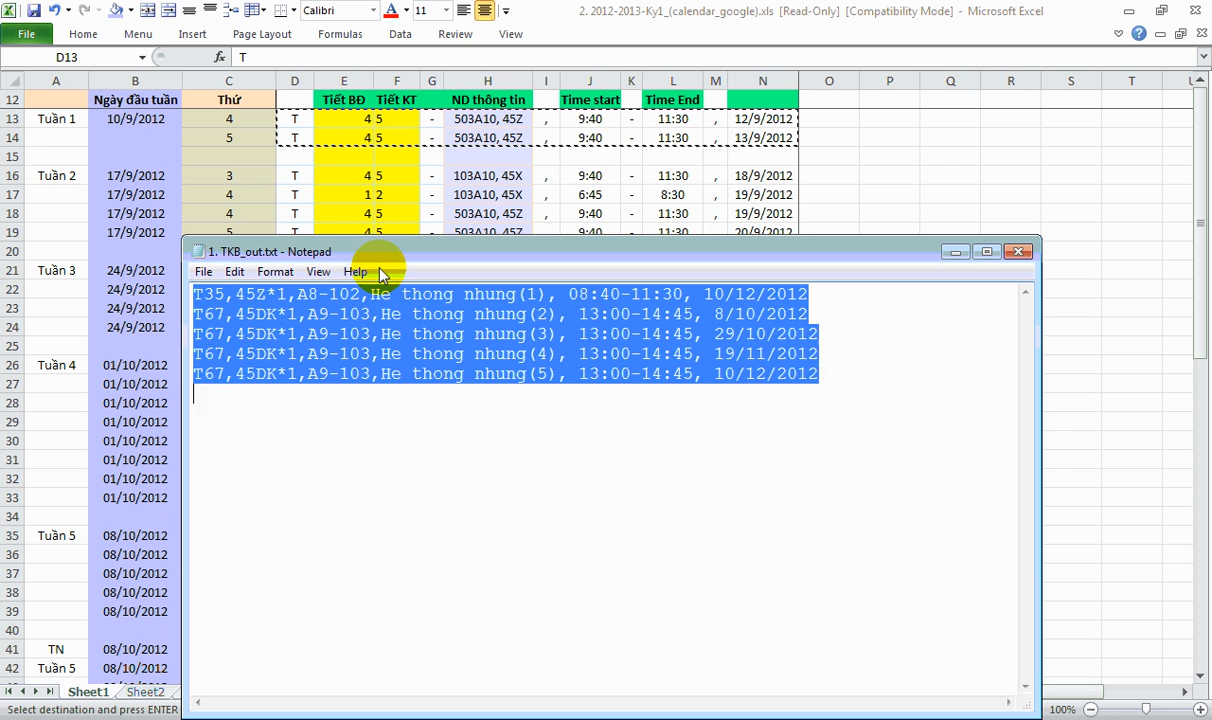 2. 2012-2013-Ky1_(calendar_google).xls [Read-Only] [Compatibility Mode] - Microsoft Excel
Calibri 11
File Home Menu Insert Page Layout Formulas Data Review View
D13 fx T
A B C D E F G H I J K L M N O P Q R S T U
12 Ngày đầu tuần Thứ Tiết BĐ Tiết KT ND thông tin Time start Time End
13 Tuần 1 10/9/2012 4 T 4 5 - 503A10, 45Z , 9:40 - 11:30 , 12/9/2012
14 5 T 4 5 - 503A10, 45Z , 9:40 - 11:30 , 13/9/2012
15
16 Tuần 2 17/9/2012 3 T 4 5 - 103A10, 45X , 9:40 - 11:30 , 18/9/2012
17 17/9/2012 4 T 1 2 - 103A10, 45X , 6:45 - 8:30 , 19/9/2012
18 17/9/2012 4 T 4 5 - 503A10, 45Z , 9:40 - 11:30 , 19/9/2012
19 17/9/2012 5 T 4 5 - 503A10, 45Z , 9:40 - 11:30 , 20/9/2012
20
21 Tuần 3 24/9/2012
22 24/9/2012
23 24/9/2012
24 24/9/2012
25
26 Tuần 4 01/10/2012
27 01/10/2012
28 01/10/2012
29 01/10/2012
30 01/10/2012
31 01/10/2012
32 01/10/2012
33 01/10/2012
34
35 Tuần 5 08/10/2012
36 08/10/2012
37 08/10/2012
38 08/10/2012
39 08/10/2012
40
41 TN 08/10/2012
42 Tuần 5 08/10/2012
1. TKB_out.txt - Notepad
File Edit Format View Help
T35,45Z*1,A8-102,He thong nhung(1), 08:40-11:30, 10/12/2012
T67,45DK*1,A9-103,He thong nhung(2), 13:00-14:45, 8/10/2012
T67,45DK*1,A9-103,He thong nhung(3), 13:00-14:45, 29/10/2012
T67,45DK*1,A9-103,He thong nhung(4), 13:00-14:45, 19/11/2012
T67,45DK*1,A9-103,He thong nhung(5), 13:00-14:45, 10/12/2012
Sheet1 Sheet2
Select destination and press ENTER
100%